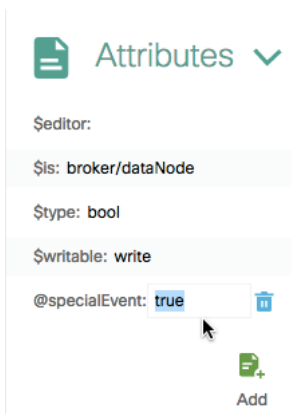 Attributes
$editor:
$is: broker/dataNode
$type: bool
$writable: write
@specialEvent: true
Add